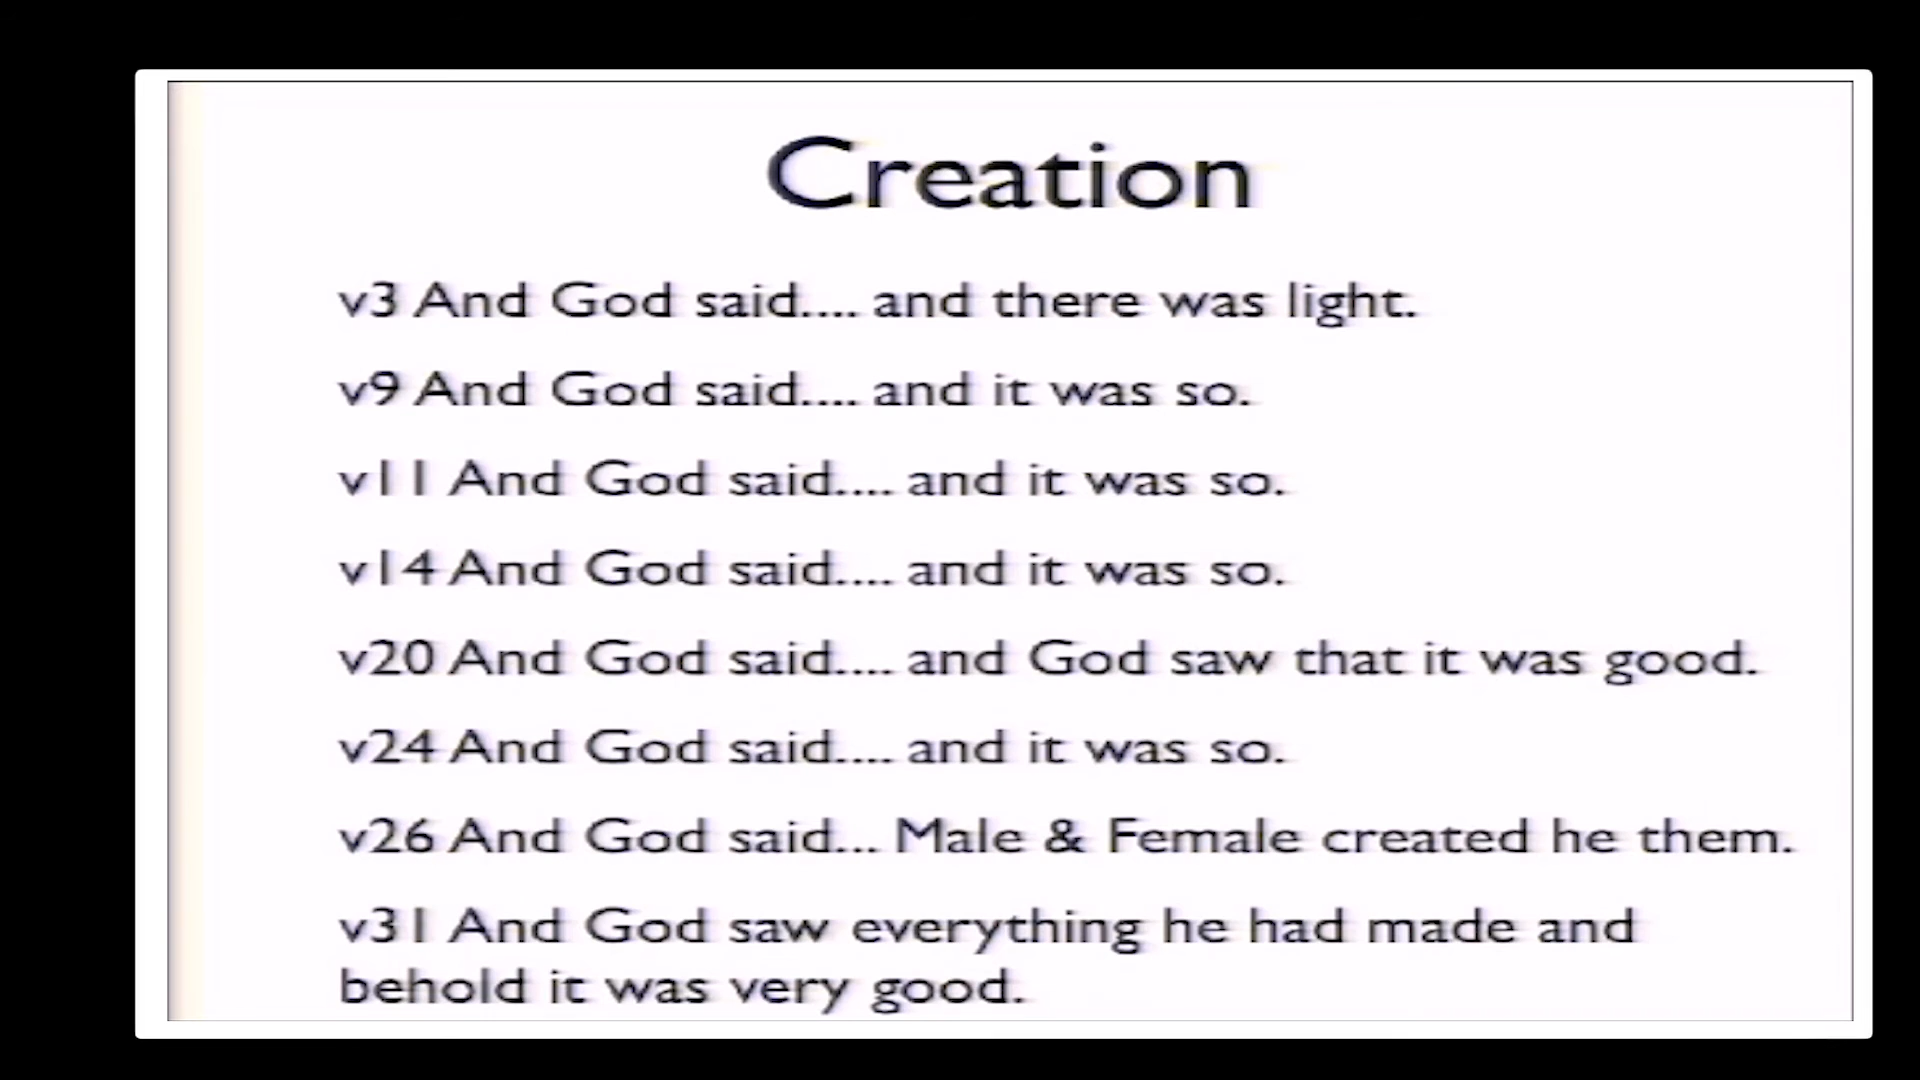 Creation
v3 And God said.... and there was light.
v9 And God said.... and it was so.
v11 And God said.... and it was so.
v14 And God said.... and it was so.
v20 And God said.... and God saw that it was good.
v24 And God said.... and it was so.
v26 And God said... Male & Female created he them.
v31 And God saw everything he had made and
behold it was very good.